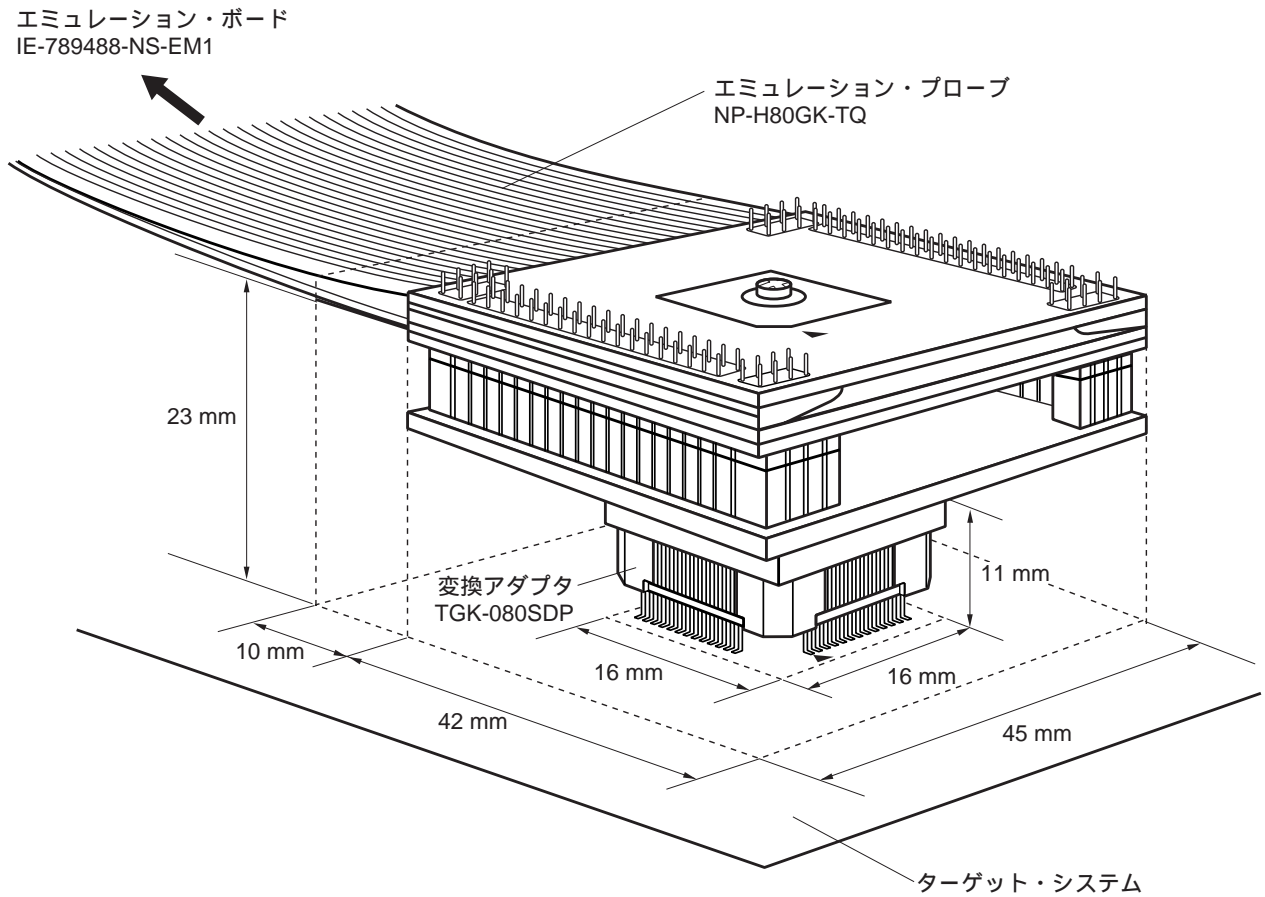 エミュレーション・ボード
IE-789488-NS-EM1
エミュレーション・プローブ
NP-H80GK-TQ
23 mm
変換アダプタ
TGK-080SDP
11 mm
10 mm
16 mm
16 mm
42 mm
45 mm
ターゲット・システム